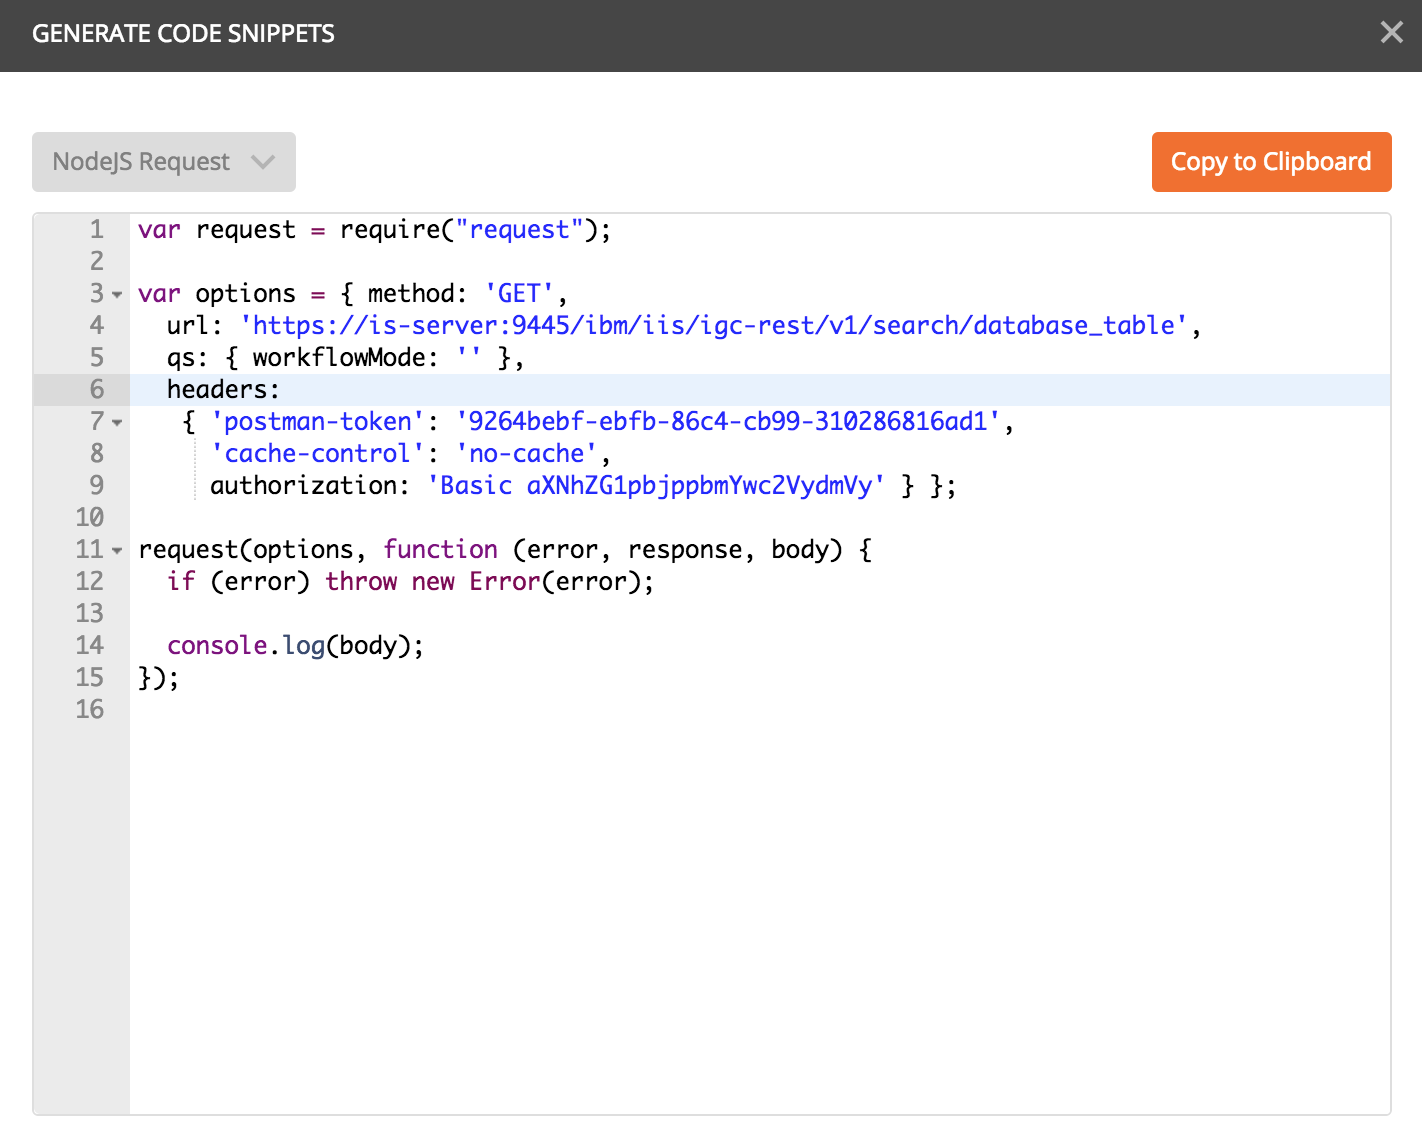 GENERATE CODE SNIPPETS
NodeJS Request
Copy to Clipboard
1 var request = require("request");
2
3 var options = { method: 'GET',
4   url: 'https://is-server:9445/ibm/iis/igc-rest/v1/search/database_table',
5   qs: { workflowMode: '' },
6   headers:
7    { 'postman-token': '9264bebf-ebfb-86c4-cb99-310286816ad1',
8      'cache-control': 'no-cache',
9      authorization: 'Basic aXNhZG1pbjppbmYwc2VydmVy' } };
10
11 request(options, function (error, response, body) {
12   if (error) throw new Error(error);
13
14   console.log(body);
15 });
16